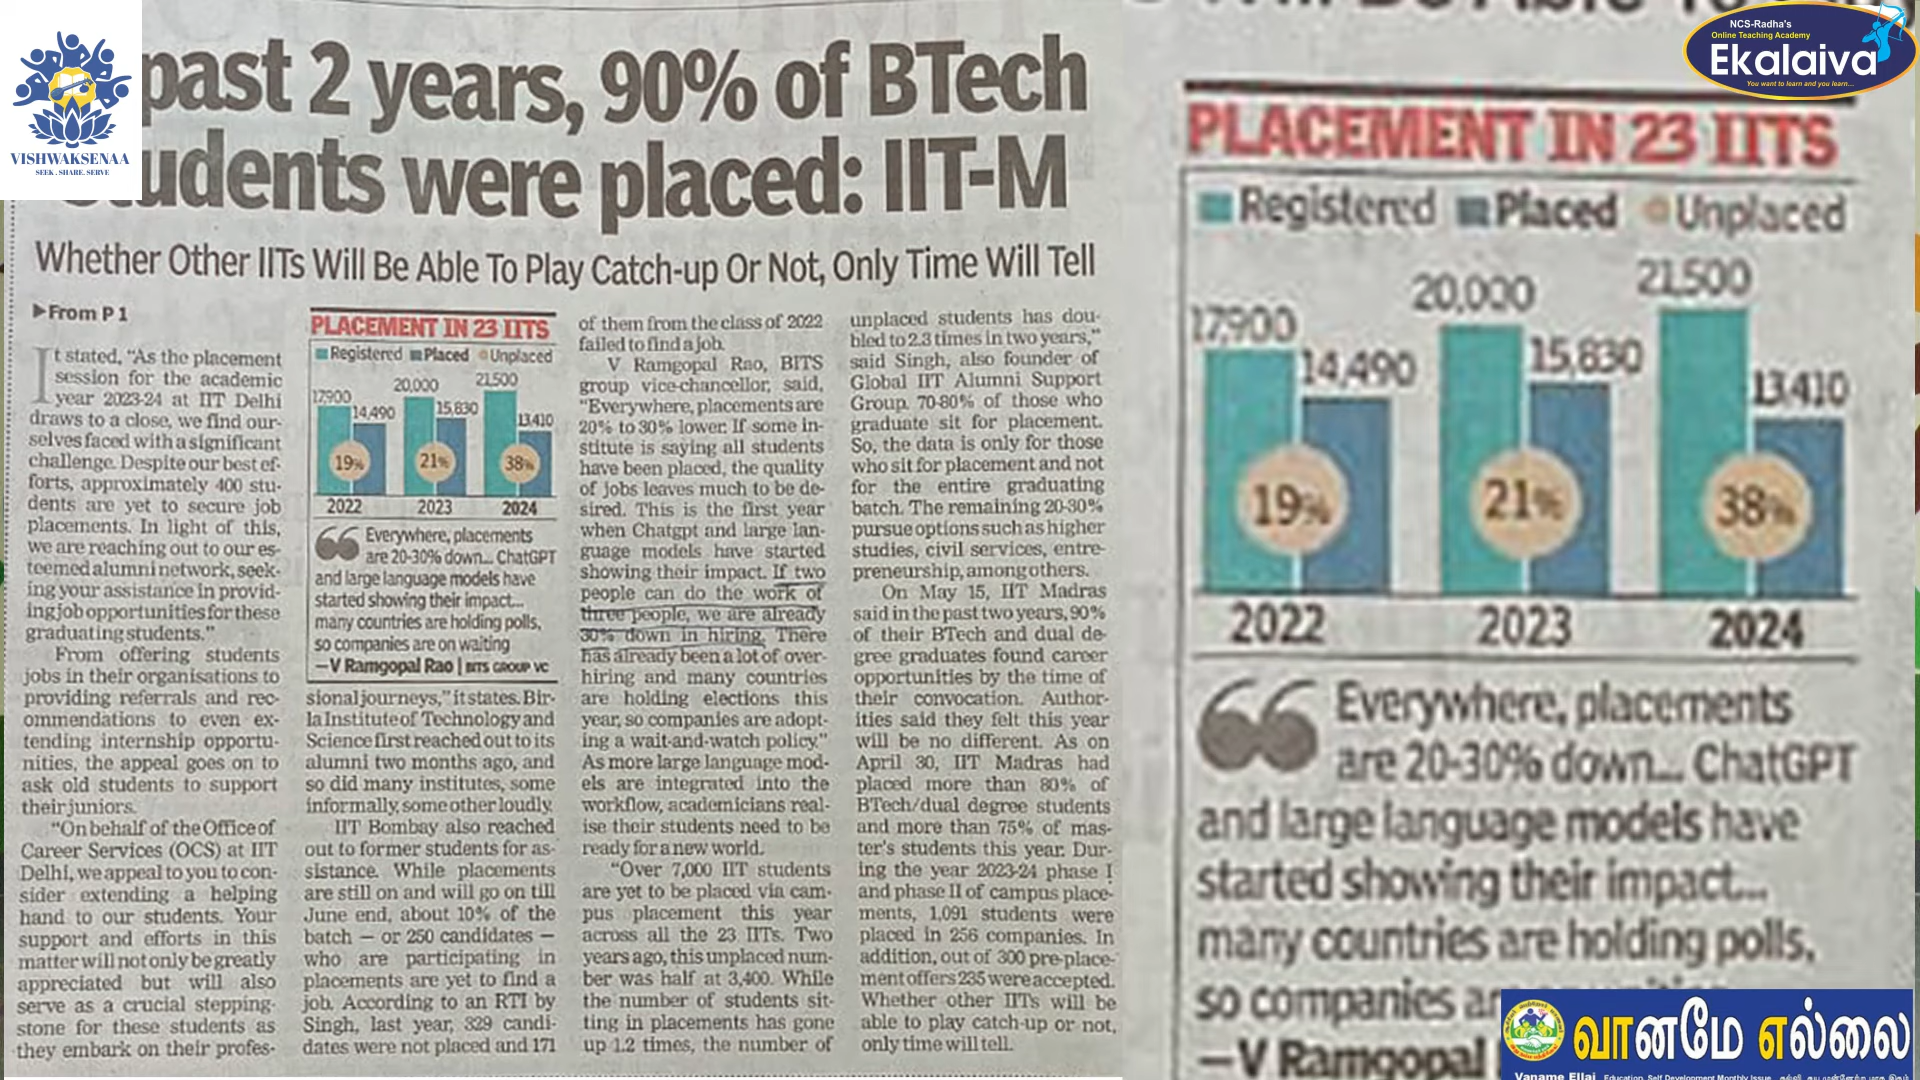 VISHWAKSENAA
SEEK . SHARE. SERVE
past 2 years, 90% of BTech
students were placed: IIT-M
Whether Other IITs Will Be Able To Play Catch-up Or Not, Only Time Will Tell
▶From P 1
It stated, “As the placement
session for the academic
year 2023-24 at IIT Delhi
draws to a close, we find our-
selves faced with a significant
challenge. Despite our best ef-
forts, approximately 400 stu-
dents are yet to secure job
placements. In light of this,
we are reaching out to our es-
teemed alumni network, seek-
ing your assistance in provid-
ing job opportunities for these
graduating students.”
From offering students
jobs in their organisations to
providing referrals and rec-
ommendations to even ex-
tending internship opportu-
nities, the appeal goes on to
ask old students to support
their juniors.
“On behalf of the Office of
Career Services (OCS) at IIT
Delhi, we appeal to you to con-
sider extending a helping
hand to our students. Your
support and efforts in this
matter will not only be greatly
appreciated but will also
serve as a crucial stepping-
stone for these students as
they embark on their profes-
PLACEMENT IN 23 IITS
Registered Placed Unplaced
17,900 14,490 20,000 15,830 21,500 13,410
19% 21% 38%
2022 2023 2024
“Everywhere, placements
are 20-30% down... ChatGPT
and large language models have
started showing their impact...
many countries are holding polls,
so companies are on waiting
—V Ramgopal Rao | BITS GROUP VC
sional journeys,” it states. Bir-
la Institute of Technology and
Science first reached out to its
alumni two months ago, and
so did many institutes, some
informally, some other loudly.
IIT Bombay also reached
out to former students for as-
sistance. While placements
are still on and will go on till
June end, about 10% of the
batch — or 250 candidates —
who are participating in
placements are yet to find a
job. According to an RTI by
Singh, last year, 329 candi-
dates were not placed and 171
of them from the class of 2022
failed to find a job.
V Ramgopal Rao, BITS
group vice-chancellor, said,
“Everywhere, placements are
20% to 30% lower. If some in-
stitute is saying all students
have been placed, the quality
of jobs leaves much to be de-
sired. This is the first year
when Chatgpt and large lan-
guage models have started
showing their impact. If two
people can do the work of
three people, we are already
30% down in hiring. There
has already been a lot of over-
hiring and many countries
are holding elections this
year, so companies are adopt-
ing a wait-and-watch policy.”
As more large language mod-
els are integrated into the
workflow, academicians real-
ise their students need to be
ready for a new world.
“Over 7,000 IIT students
are yet to be placed via cam-
pus placement this year
across all the 23 IITs. Two
years ago, this unplaced num-
ber was half at 3,400. While
the number of students sit-
ting in placements has gone
up 1.2 times, the number of
unplaced students has dou-
bled to 2.3 times in two years,”
said Singh, also founder of
Global IIT Alumni Support
Group. 70-80% of those who
graduate sit for placement.
So, the data is only for those
who sit for placement and not
for the entire graduating
batch. The remaining 20-30%
pursue options such as higher
studies, civil services, entre-
preneurship, among others.
On May 15, IIT Madras
said in the past two years, 90%
of their BTech and dual de-
gree graduates found career
opportunities by the time of
their convocation. Author-
ities said they felt this year
will be no different. As on
April 30, IIT Madras had
placed more than 80% of
BTech/dual degree students
and more than 75% of mas-
ter's students this year. Dur-
ing the year 2023-24 phase I
and phase II of campus place-
ments, 1,091 students were
placed in 256 companies. In
addition, out of 300 pre-place-
ment offers 235 were accepted.
Whether other IITs will be
able to play catch-up or not,
only time will tell.
NCS-Radha's
Online Teaching Academy
Ekalaiva
You want to learn and you learn...
PLACEMENT IN 23 IITS
Registered Placed Unplaced
17,900 14,490 20,000 15,830 21,500 13,410
19% 21% 38%
2022 2023 2024
“Everywhere, placements
are 20-30% down... ChatGPT
and large language models have
started showing their impact...
many countries are holding polls,
so companies ar
—V Ramgopal
வானமே எல்லை
Vaname Ellai Education, Self Development Monthly Issue